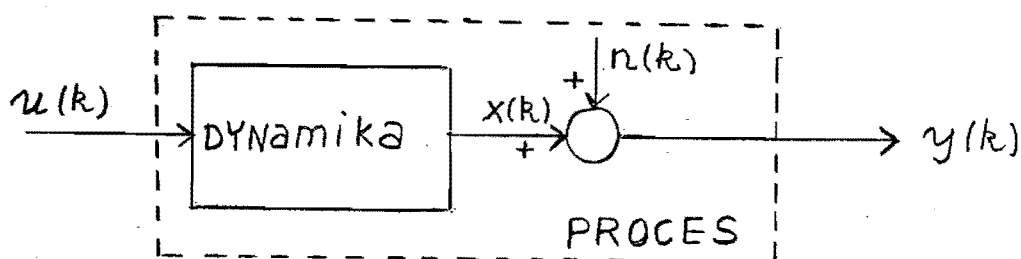 n(k)
+
u(k)
DYNamika
x(k)
+
y(k)
PROCES